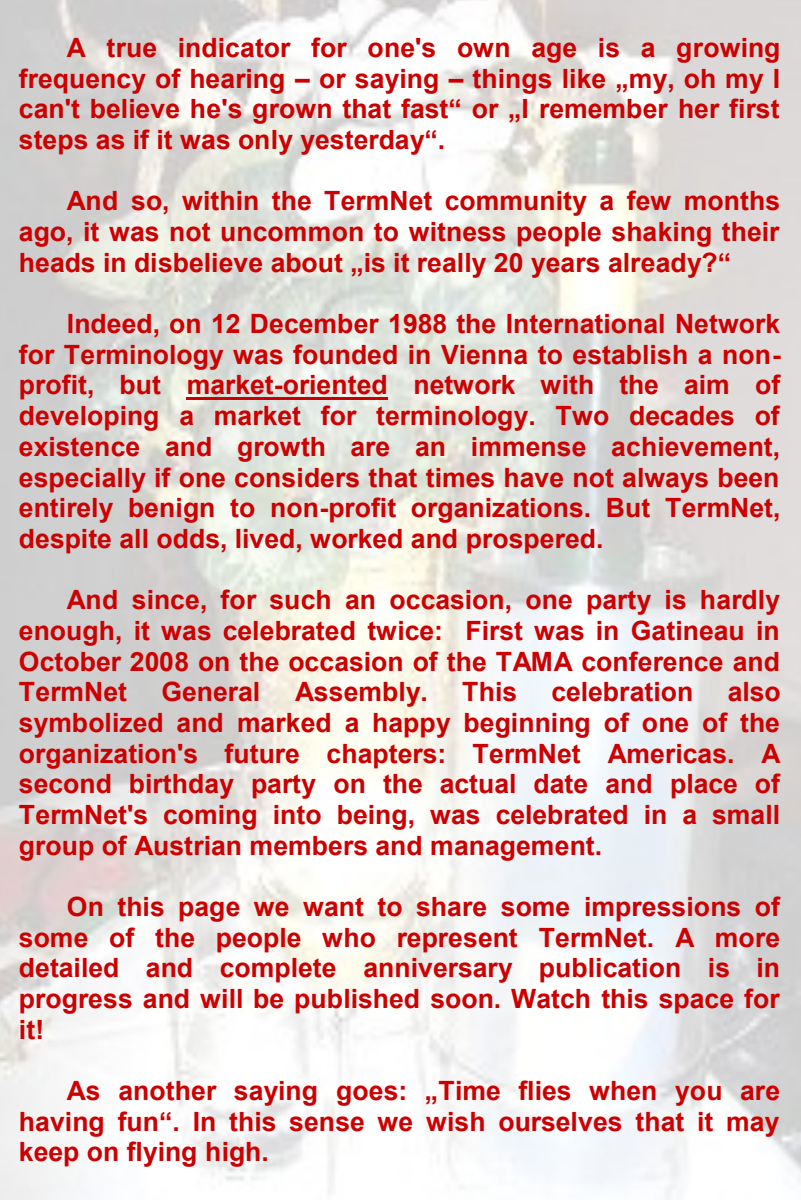 A true indicator for one's own age is a growing
frequency of hearing – or saying – things like „my, oh my I
can't believe he's grown that fast“ or „I remember her first
steps as if it was only yesterday“.
And so, within the TermNet community a few months
ago, it was not uncommon to witness people shaking their
heads in disbelieve about „is it really 20 years already?“
Indeed, on 12 December 1988 the International Network
for Terminology was founded in Vienna to establish a non-
profit, but market-oriented network with the aim of
developing a market for terminology. Two decades of
existence and growth are an immense achievement,
especially if one considers that times have not always been
entirely benign to non-profit organizations. But TermNet,
despite all odds, lived, worked and prospered.
And since, for such an occasion, one party is hardly
enough, it was celebrated twice: First was in Gatineau in
October 2008 on the occasion of the TAMA conference and
TermNet General Assembly. This celebration also
symbolized and marked a happy beginning of one of the
organization's future chapters: TermNet Americas. A
second birthday party on the actual date and place of
TermNet's coming into being, was celebrated in a small
group of Austrian members and management.
On this page we want to share some impressions of
some of the people who represent TermNet. A more
detailed and complete anniversary publication is in
progress and will be published soon. Watch this space for
it!
As another saying goes: „Time flies when you are
having fun“. In this sense we wish ourselves that it may
keep on flying high.